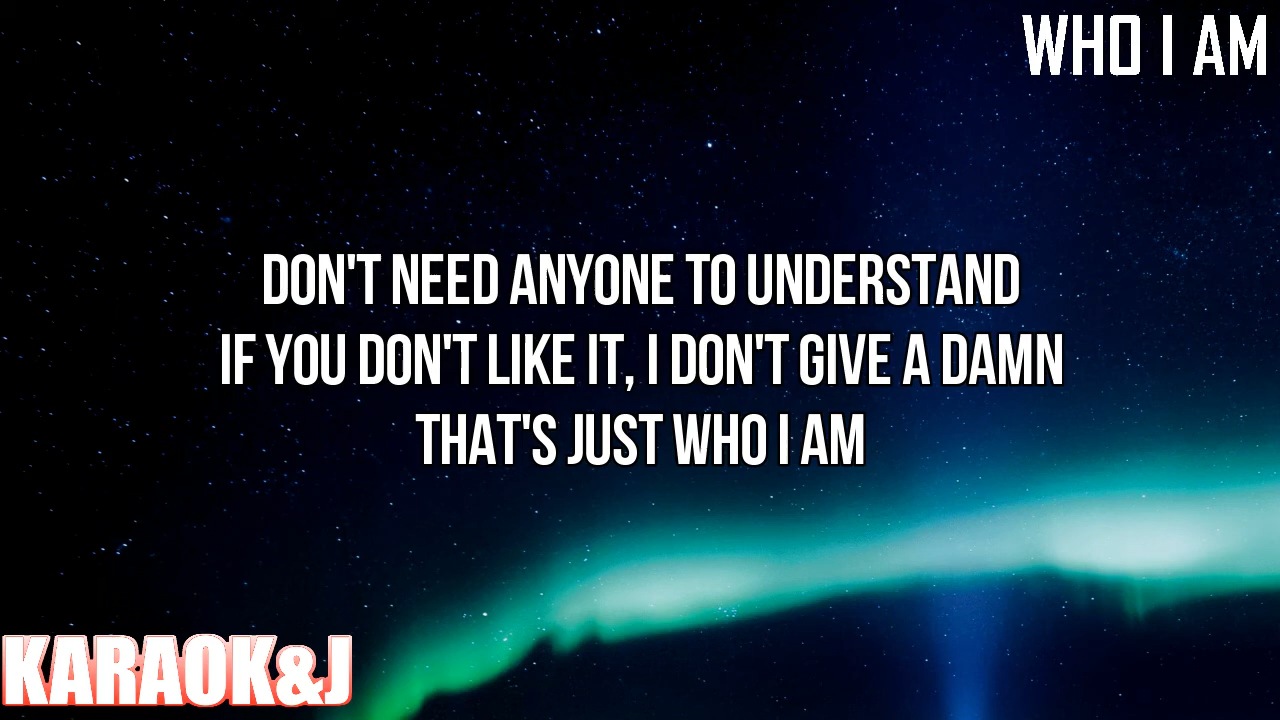 WHO I AM
DON'T NEED ANYONE TO UNDERSTAND
IF YOU DON'T LIKE IT, I DON'T GIVE A DAMN
THAT'S JUST WHO I AM
KARAOK&J